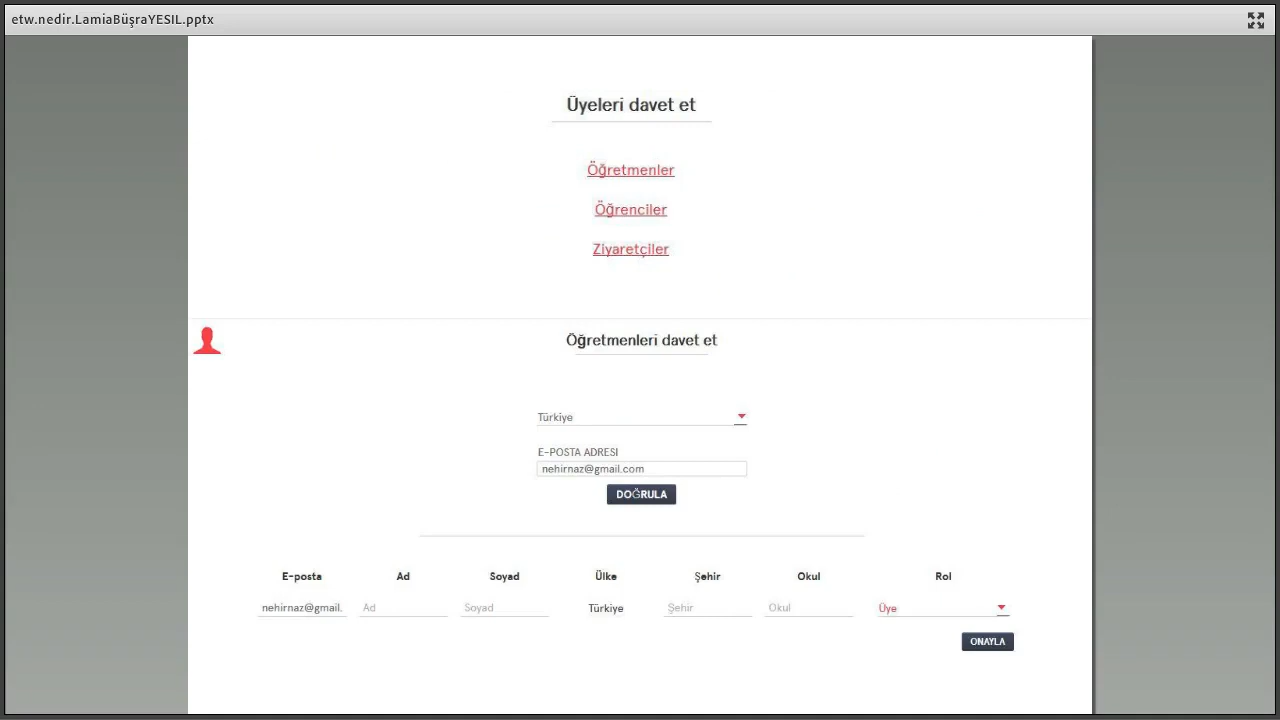 etw.nedir.LamiaBüşraYESIL.pptx
Üyeleri davet et
Öğretmenler
Öğrenciler
Ziyaretçiler
Öğretmenleri davet et
Türkiye
E-POSTA ADRESI
nehirnaz@gmail.com
DOĞRULA
E-posta Ad Soyad Ülke Şehir Okul Rol
nehirnaz@gmail. Ad Soyad Türkiye Şehir Okul Üye
ONAYLA